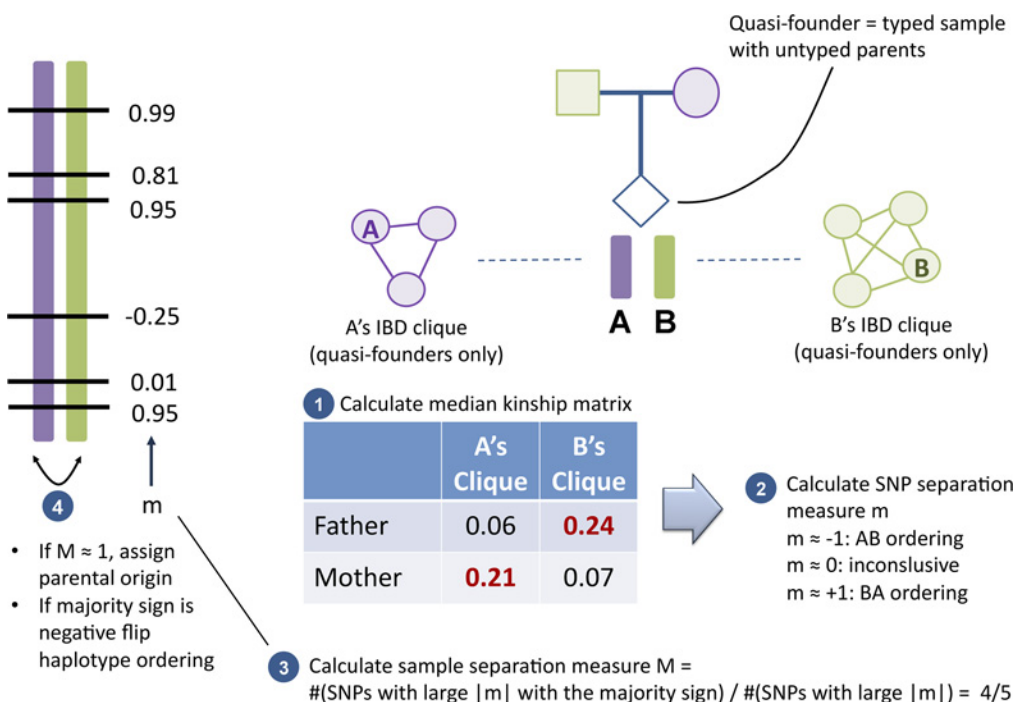 Quasi-founder = typed sample
with untyped parents
0.99
0.81
0.95
-0.25
0.01
0.95
m
4
• If M ≈ 1, assign
parental origin
• If majority sign is
negative flip
haplotype ordering
A
A's IBD clique
(quasi-founders only)
A B
B
B's IBD clique
(quasi-founders only)
1 Calculate median kinship matrix
A's Clique B's Clique
Father 0.06 0.24
Mother 0.21 0.07
2 Calculate SNP separation
measure m
m ≈ -1: AB ordering
m ≈ 0: inconslusive
m ≈ +1: BA ordering
3 Calculate sample separation measure M =
#(SNPs with large |m| with the majority sign) / #(SNPs with large |m|) = 4/5